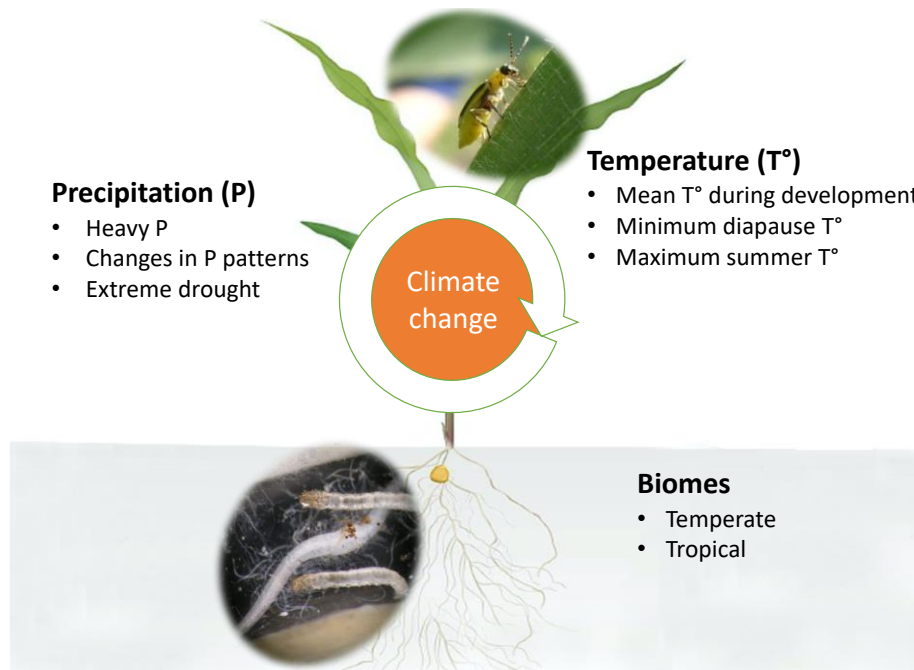 Temperature (T°)
• Mean T° during development
• Minimum diapause T°
• Maximum summer T°
Precipitation (P)
• Heavy P
• Changes in P patterns
• Extreme drought
Climate
change
Biomes
• Temperate
• Tropical